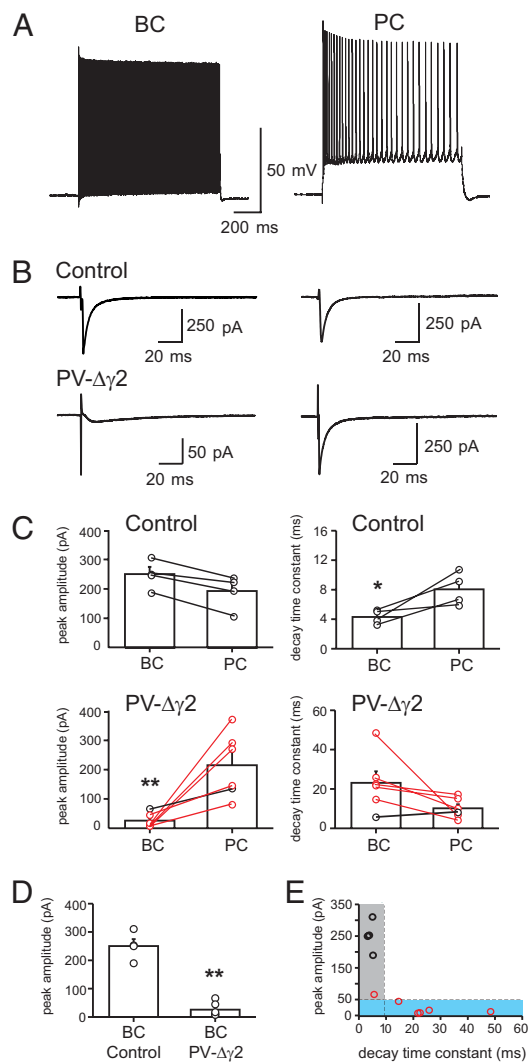 A
BC
PC
50 mV
200 ms
B
Control
250 pA
20 ms
250 pA
20 ms
PV-Δγ2
50 pA
20 ms
250 pA
20 ms
C
Control
peak amplitude (pA)
400
300
200
100
0
BC
PC
Control
decay time constant (ms)
16
12
8
4
0
*
BC
PC
PV-Δγ2
peak amplitude (pA)
400
300
200
100
0
**
BC
PC
PV-Δγ2
decay time constant (ms)
60
40
20
0
BC
PC
D
peak amplitude (pA)
400
300
200
100
0
**
BC
Control
BC
PV-Δγ2
E
peak amplitude (pA)
350
300
250
200
150
100
50
0
0 10 20 30 40 50 60
decay time constant (ms)